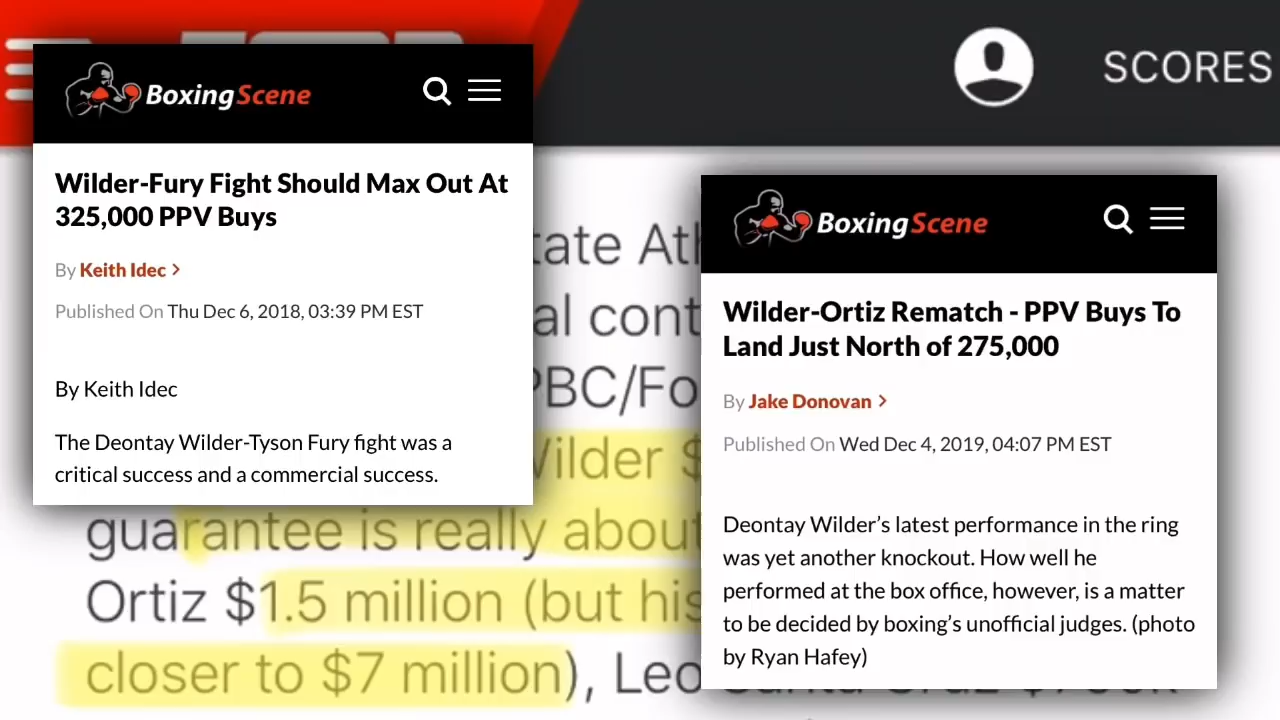 SCORES
BoxingScene
Wilder-Fury Fight Should Max Out At
325,000 PPV Buys
By Keith Idec >
Published On Thu Dec 6, 2018, 03:39 PM EST
By Keith Idec
The Deontay Wilder-Tyson Fury fight was a
critical success and a commercial success.
BoxingScene
Wilder-Ortiz Rematch - PPV Buys To
Land Just North of 275,000
By Jake Donovan >
Published On Wed Dec 4, 2019, 04:07 PM EST
Deontay Wilder's latest performance in the ring
was yet another knockout. How well he
performed at the box office, however, is a matter
to be decided by boxing's unofficial judges. (photo
by Ryan Hafey)
tate Ath
al cont
PBC/Fo
Wilder $
guarantee is really about
Ortiz $1.5 million (but his
closer to $7 million), Leo